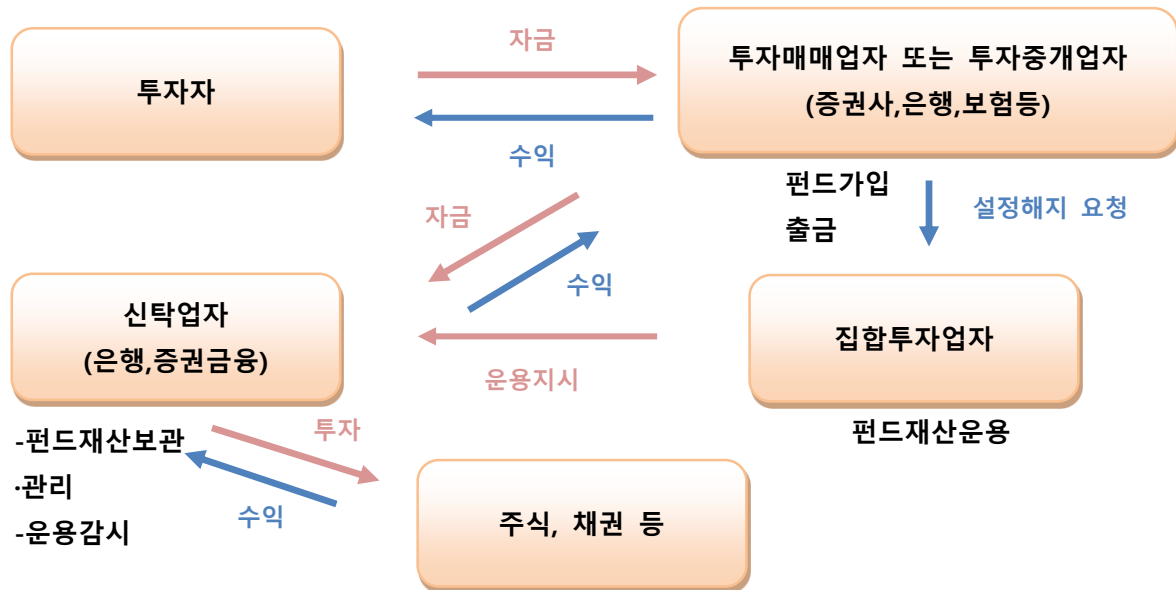 자금
투자자
투자매매업자 또는 투자중개업자
(증권사,은행,보험등)
수익
펀드가입
출금
설정해지 요청
자금
수익
신탁업자
(은행,증권금융)
집합투자업자
운용지시
펀드재산운용
-펀드재산보관
·관리
-운용감시
투자
수익
주식, 채권 등